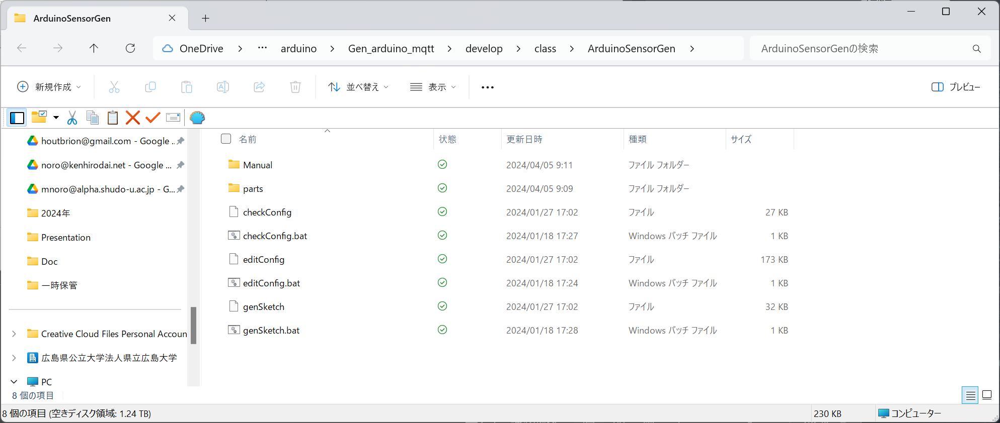 ArduinoSensorGen
OneDrive > ... arduino > Gen_arduino_mqtt > develop > class > ArduinoSensorGen >
ArduinoSensorGenの検索
新規作成
並べ替え
表示
プレビュー
houtbrion@gmail.com - Google ..
noro@kenhirodai.net - Google ...
mnoro@alpha.shudo-u.ac.jp - G...
2024年
Presentation
Doc
一時保管
Creative Cloud Files Personal Accoun
広島県公立大学法人県立広島大学
PC
名前 状態 更新日時 種類 サイズ
Manual 2024/04/05 9:11 ファイル フォルダー
parts 2024/04/05 9:09 ファイル フォルダー
checkConfig 2024/01/27 17:02 ファイル 27 KB
checkConfig.bat 2024/01/18 17:27 Windows バッチ ファイル 1 KB
editConfig 2024/01/27 17:02 ファイル 173 KB
editConfig.bat 2024/01/18 17:24 Windows バッチ ファイル 1 KB
genSketch 2024/01/27 17:02 ファイル 32 KB
genSketch.bat 2024/01/18 17:28 Windows バッチ ファイル 1 KB
8 個の項目
8 個の項目 (空きディスク領域: 1.24 TB)
230 KB
コンピューター